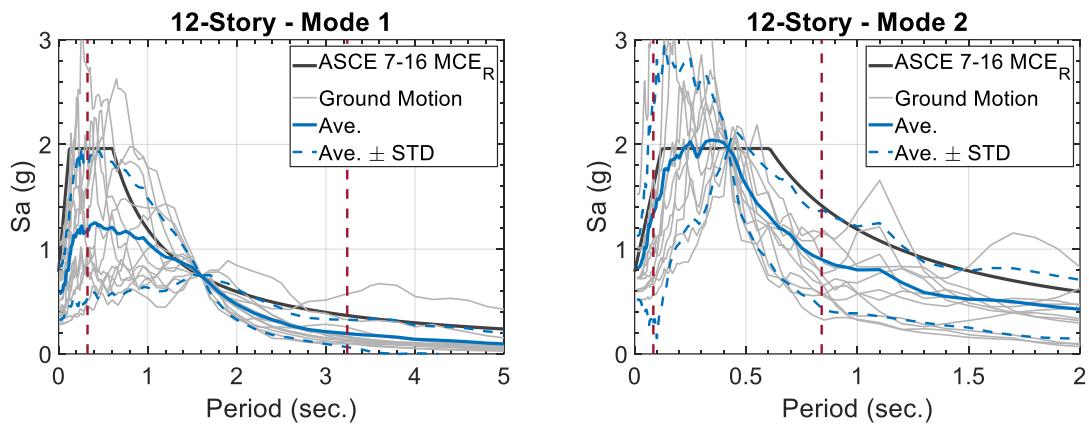 12-Story - Mode 1
3
2
1
0
Sa (g)
0
1
2
3
4
5
Period (sec.)
ASCE 7-16 MCE_R
Ground Motion
Ave.
Ave. ± STD
12-Story - Mode 2
3
2
1
0
Sa (g)
0
0.5
1
1.5
2
Period (sec.)
ASCE 7-16 MCE_R
Ground Motion
Ave.
Ave. ± STD